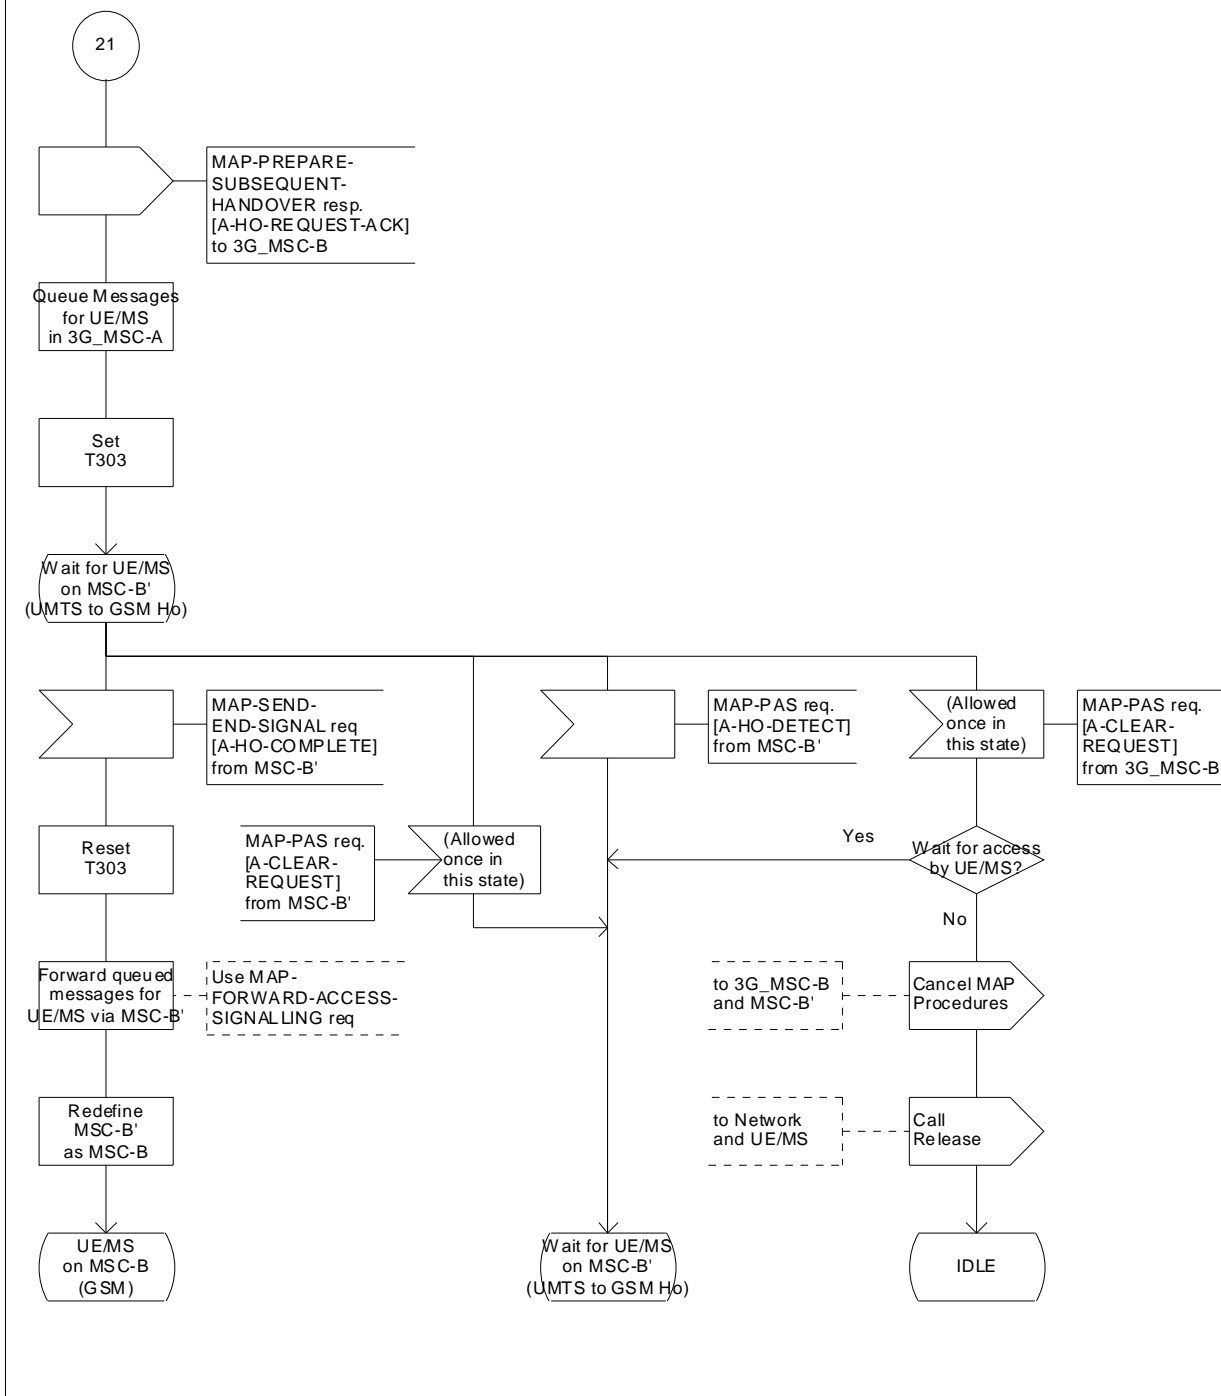 21
MAP-PREPARE-
SUBSEQUENT-
HANDOVER resp.
[A-HO-REQUEST-ACK]
to 3G_MSC-B
Queue Messages
for UE/MS
in 3G_MSC-A
Set
T303
Wait for UE/MS
on MSC-B'
(UMTS to GSM Ho)
MAP-SEND-
END-SIGNAL req
[A-HO-COMPLETE]
from MSC-B'
MAP-PAS req.
[A-HO-DETECT]
from MSC-B'
(Allowed
once in
this state)
MAP-PAS req.
[A-CLEAR-
REQUEST]
from 3G_MSC-B
Reset
T303
MAP-PAS req.
[A-CLEAR-
REQUEST]
from MSC-B'
(Allowed
once in
this state)
Yes
Wait for access
by UE/MS?
No
Forward queued
messages for
UE/MS via MSC-B'
Use MAP-
FORWARD-ACCESS-
SIGNALLING req
to 3G_MSC-B
and MSC-B'
Cancel MAP
Procedures
Redefine
MSC-B'
as MSC-B
to Network
and UE/MS
Call
Release
UE/MS
on MSC-B
(GSM)
Wait for UE/MS
on MSC-B'
(UMTS to GSM Ho)
IDLE